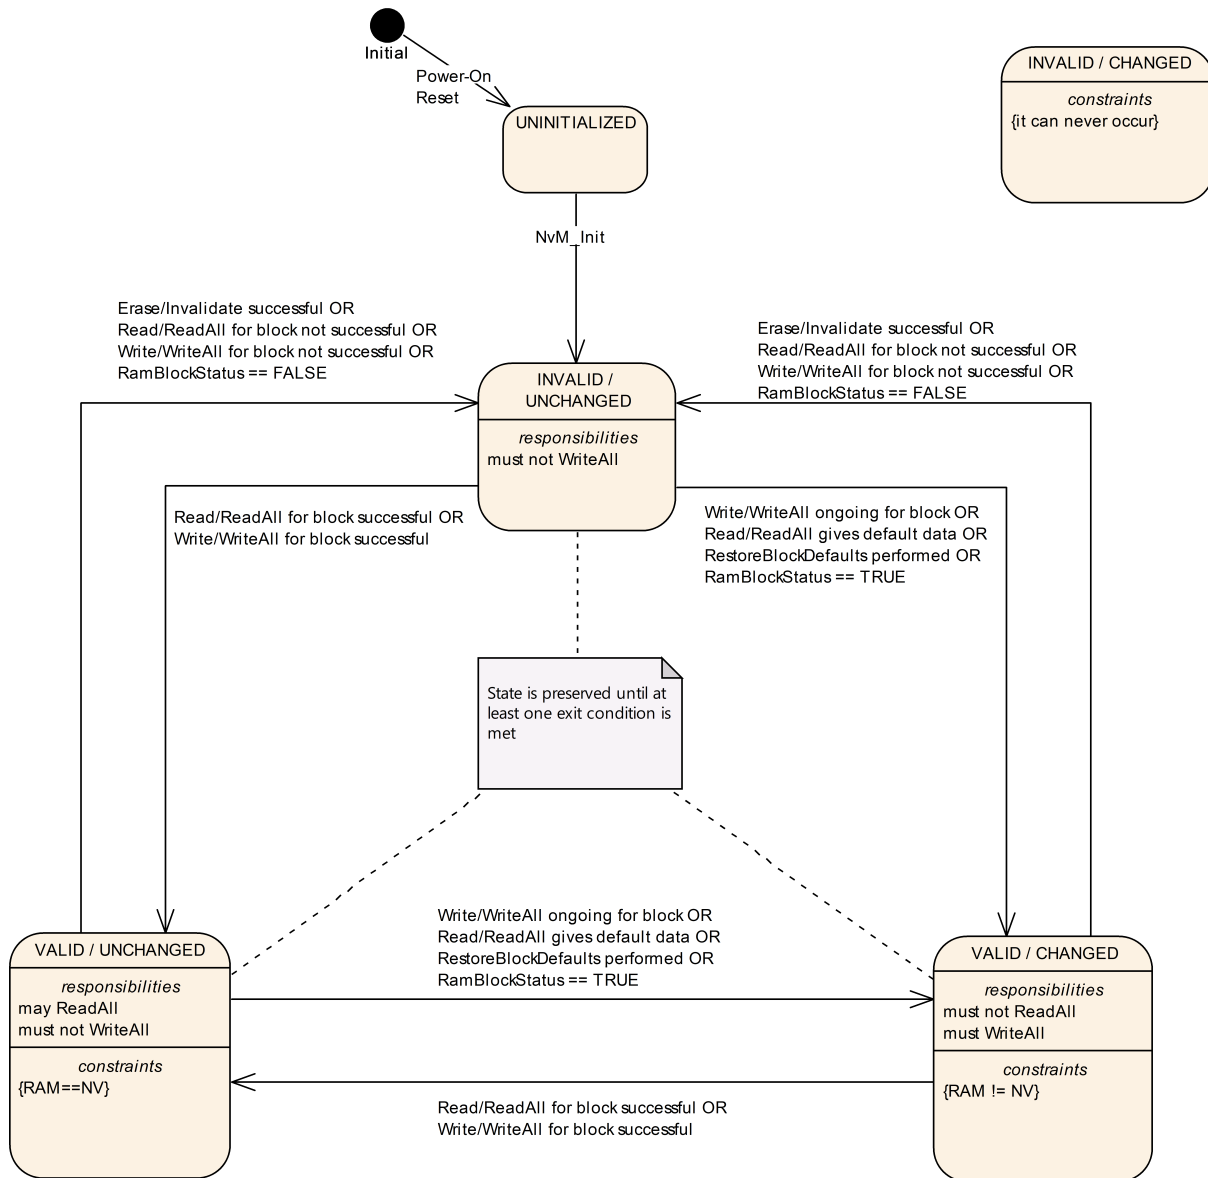 Initial
Power-On
Reset
UNINITIALIZED
INVALID / CHANGED
constraints
{it can never occur}
NvM_Init
Erase/Invalidate successful OR
Read/ReadAll for block not successful OR
Write/WriteAll for block not successful OR
RamBlockStatus == FALSE
Erase/Invalidate successful OR
Read/ReadAll for block not successful OR
Write/WriteAll for block not successful OR
RamBlockStatus == FALSE
INVALID /
UNCHANGED
responsibilities
must not WriteAll
Read/ReadAll for block successful OR
Write/WriteAll for block successful
Write/WriteAll ongoing for block OR
Read/ReadAll gives default data OR
RestoreBlockDefaults performed OR
RamBlockStatus == TRUE
State is preserved until at
least one exit condition is
met
Write/WriteAll ongoing for block OR
Read/ReadAll gives default data OR
RestoreBlockDefaults performed OR
RamBlockStatus == TRUE
VALID / UNCHANGED
responsibilities
may ReadAll
must not WriteAll
constraints
{RAM==NV}
VALID / CHANGED
responsibilities
must not ReadAll
must WriteAll
constraints
{RAM != NV}
Read/ReadAll for block successful OR
Write/WriteAll for block successful